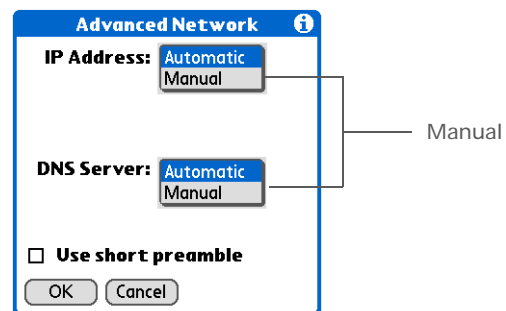 Advanced Network i
IP Address: Automatic
Manual
Manual
DNS Server: Automatic
Manual
Use short preamble
OK Cancel